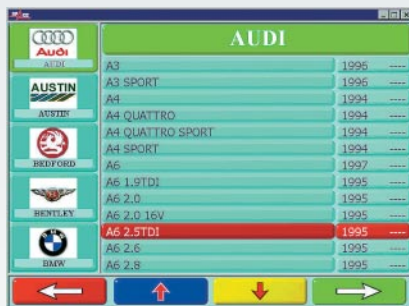 AUDI
Audi
AUDI
AUSTIN
AUSTIN
BEDFORD
BENTLEY
BMW
A3 1996 ----
A3 SPORT 1996 ----
A4 1994 ----
A4 QUATTRO 1994 ----
A4 QUATTRO SPORT 1994 ----
A4 SPORT 1994 ----
A6 1997 ----
A6 1.9TDI 1995 ----
A6 2.0 1995 ----
A6 2.0 16V 1995 ----
A6 2.5TDI 1995 ----
A6 2.6 1995 ----
A6 2.8 1995 ----